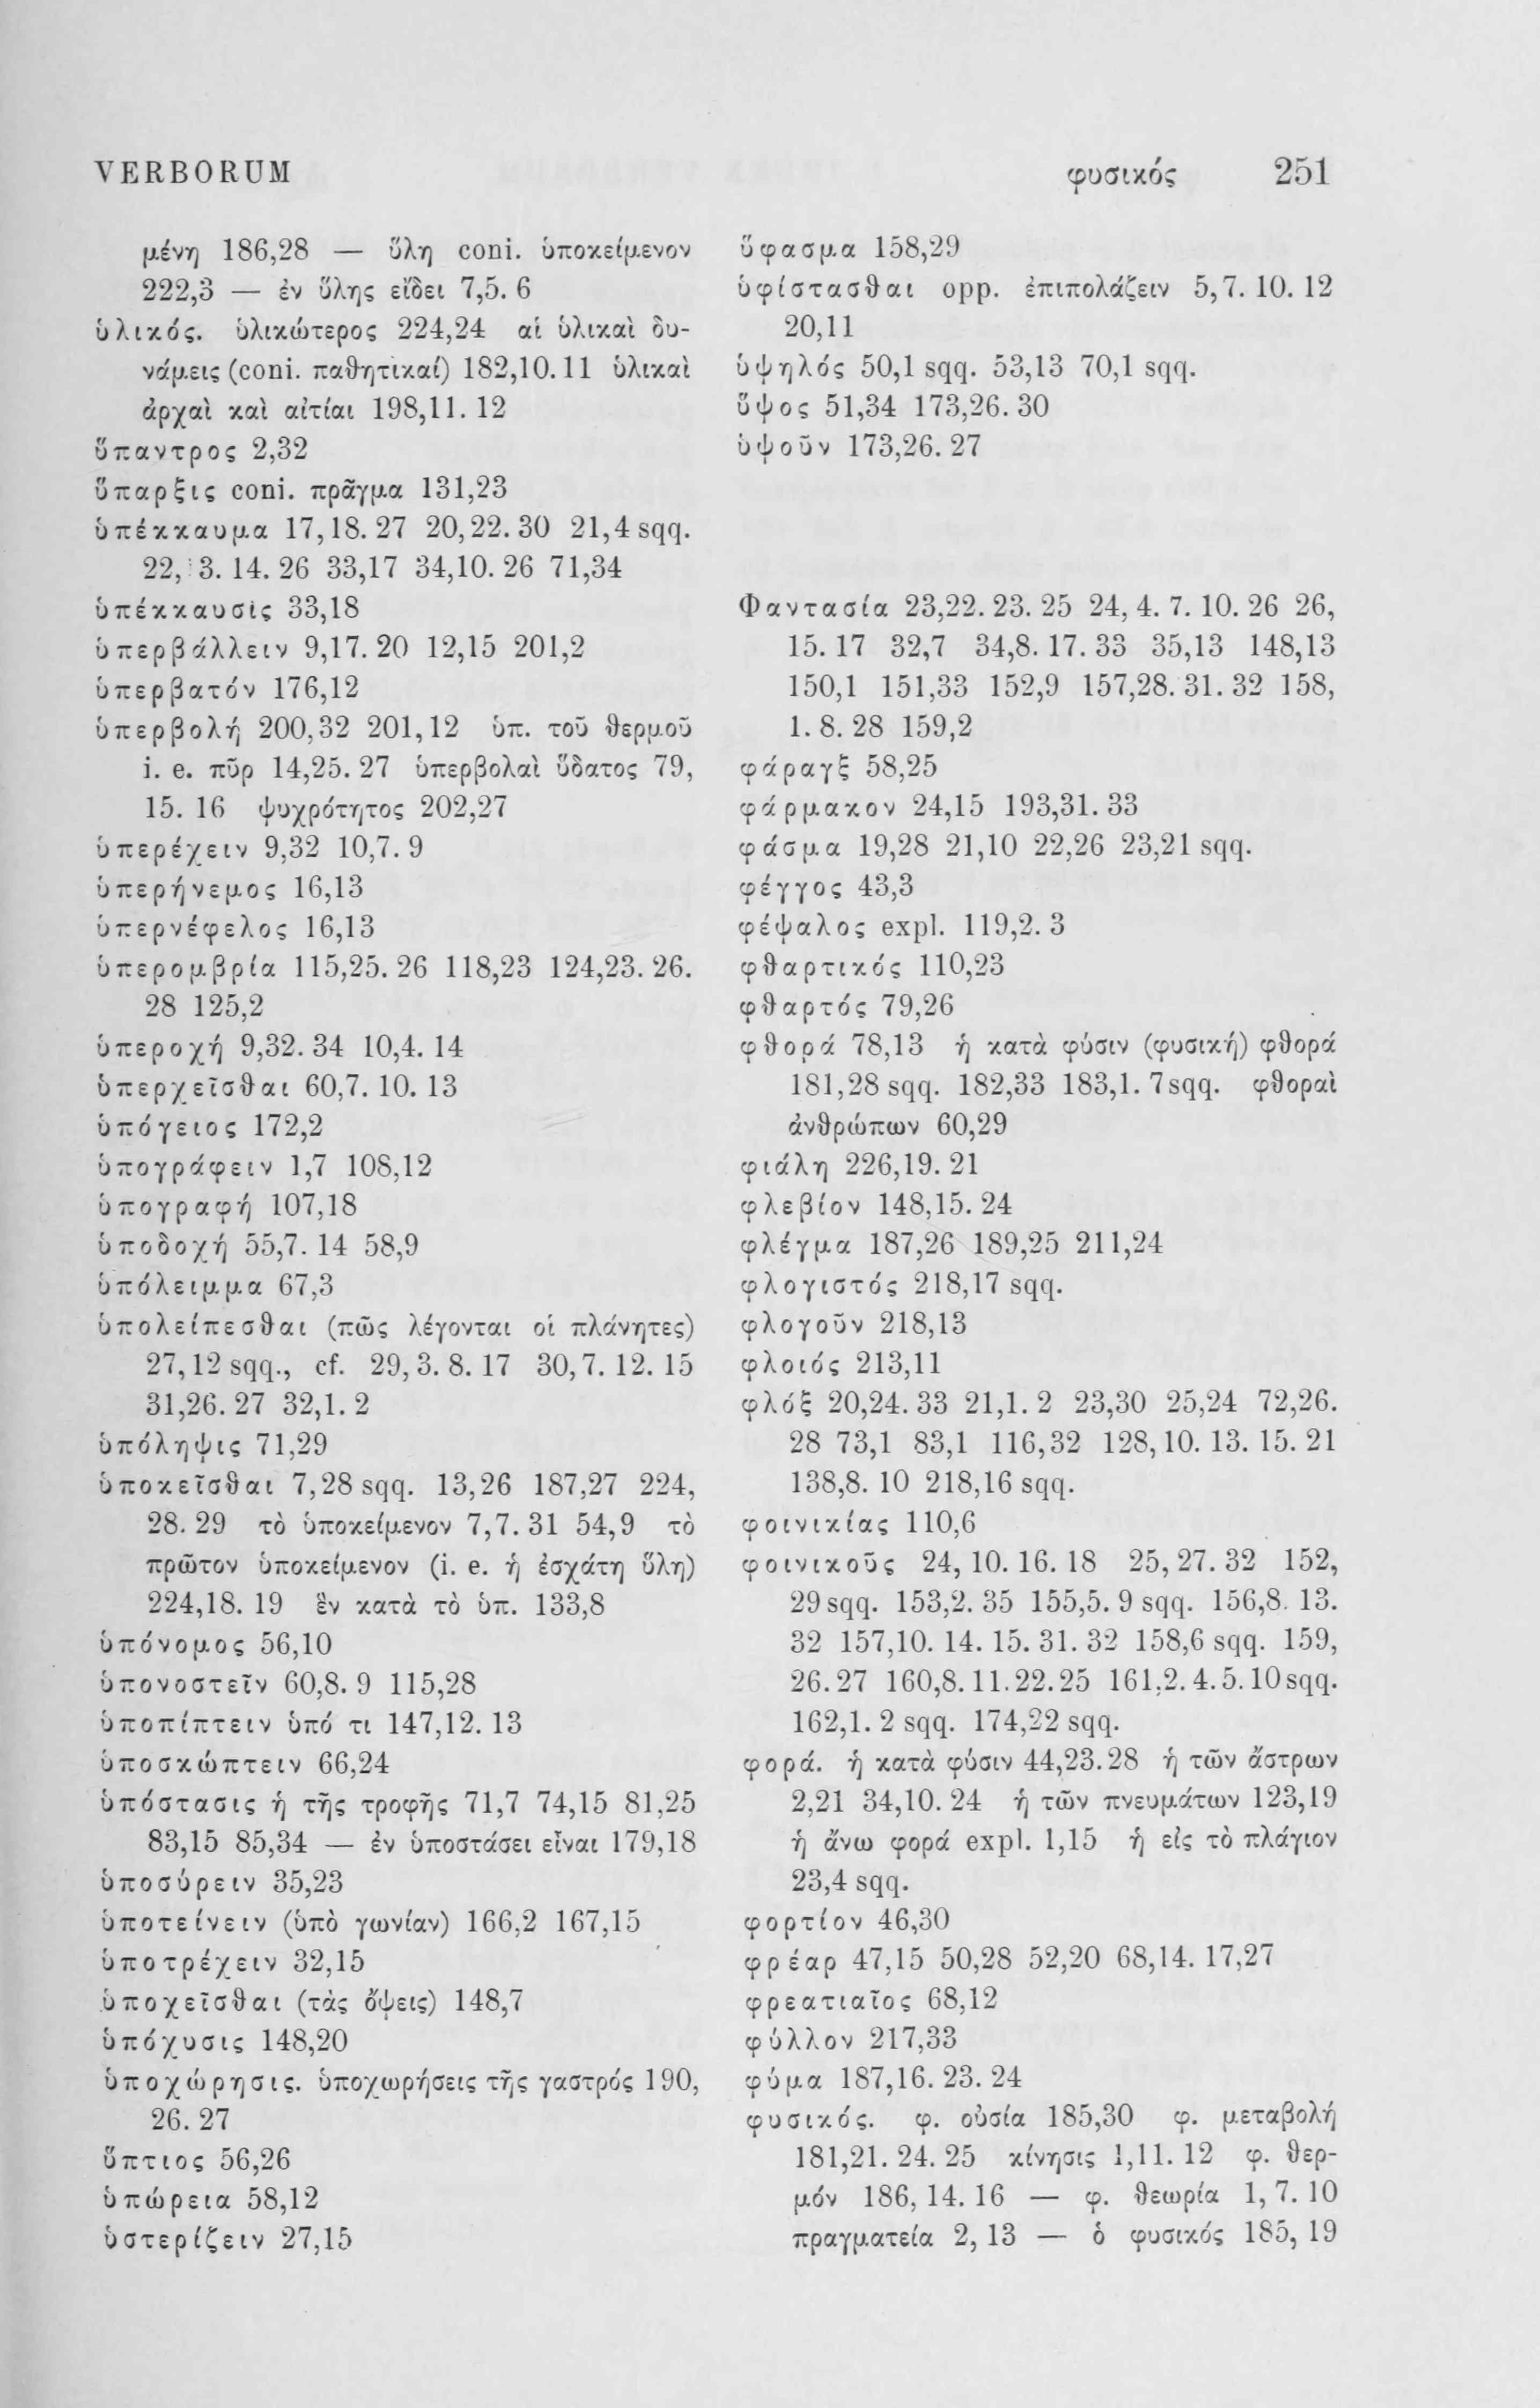 VERBORUM φυσικός 251
μένη 186,28 — ὕλη coni. ὑποκείμενον
222,3 — ἐν ὕλης εἴδει 7,5. 6
ὑλικός. ὑλικώτερος 224,24 αἱ ὑλικαὶ δυ-
νάμεις (coni. παθητικαί) 182,10. 11 ὑλικαὶ
ἀρχαὶ καὶ αἰτίαι 198,11. 12
ὕπαντρος 2,32
ὕπαρξις coni. πρᾶγμα 131,23
ὑπέκκαυμα 17,18. 27 20,22. 30 21,4 sqq.
22, 3. 14. 26 33,17 34,10. 26 71,34
ὑπέκκαυσις 33,18
ὑπερβάλλειν 9,17. 20 12,15 201,2
ὑπερβατόν 176,12
ὑπερβολή 200,32 201,12 ὑπ. τοῦ θερμοῦ
i. e. πῦρ 14,25. 27 ὑπερβολαὶ ὕδατος 79,
15. 16 ψυχρότητος 202,27
ὑπερέχειν 9,32 10,7. 9
ὑπερήνεμος 16,13
ὑπερνέφελος 16,13
ὑπερομβρία 115,25. 26 118,23 124,23. 26.
28 125,2
ὑπεροχή 9,32. 34 10,4. 14
ὑπερχεῖσθαι 60,7. 10. 13
ὑπόγειος 172,2
ὑπογράφειν 1,7 108,12
ὑπογραφή 107,18
ὑποδοχή 55,7. 14 58,9
ὑπόλειμμα 67,3
ὑπολείπεσθαι (πῶς λέγονται οἱ πλάνητες)
27,12 sqq., cf. 29,3. 8. 17 30,7. 12. 15
31,26. 27 32,1. 2
ὑπόληψις 71,29
ὑποκεῖσθαι 7,28 sqq. 13,26 187,27 224,
28. 29 τὸ ὑποκείμενον 7,7. 31 54,9 τὸ
πρῶτον ὑποκείμενον (i. e. ἡ ἐσχάτη ὕλη)
224,18. 19 ἓν κατὰ τὸ ὑπ. 133,8
ὑπόνομος 56,10
ὑπονοστεῖν 60,8. 9 115,28
ὑποπίπτειν ὑπό τι 147,12. 13
ὑποσκώπτειν 66,24
ὑπόστασις ἡ τῆς τροφῆς 71,7 74,15 81,25
83,15 85,34 — ἐν ὑποστάσει εἶναι 179,18
ὑποσύρειν 35,23
ὑποτείνειν (ὑπὸ γωνίαν) 166,2 167,15
ὑποτρέχειν 32,15
ὑποχεῖσθαι (τὰς ὄψεις) 148,7
ὑπόχυσις 148,20
ὑποχώρησις. ὑποχωρήσεις τῆς γαστρός 190,
26. 27
ὕπτιος 56,26
ὑπώρεια 58,12
ὑστερίζειν 27,15
ὕφασμα 158,29
ὑφίστασθαι opp. ἐπιπολάζειν 5,7. 10. 12
20,11
ὑψηλός 50,1 sqq. 53,13 70,1 sqq.
ὕψος 51,34 173,26. 30
ὑψοῦν 173,26. 27
Φαντασία 23,22. 23. 25 24, 4. 7. 10. 26 26,
15. 17 32,7 34,8. 17. 33 35,13 148,13
150,1 151,33 152,9 157,28. 31. 32 158,
1. 8. 28 159,2
φάραγξ 58,25
φάρμακον 24,15 193,31. 33
φάσμα 19,28 21,10 22,26 23,21 sqq.
φέγγος 43,3
φέψαλος expl. 119,2. 3
φθαρτικός 110,23
φθαρτός 79,26
φθορά 78,13 ἡ κατὰ φύσιν (φυσική) φθορά
181,28 sqq. 182,33 183,1. 7 sqq. φθοραὶ
ἀνθρώπων 60,29
φιάλη 226,19. 21
φλεβίον 148,15. 24
φλέγμα 187,26 189,25 211,24
φλογιστός 218,17 sqq.
φλογοῦν 218,13
φλοιός 213,11
φλόξ 20,24. 33 21,1. 2 23,30 25,24 72,26.
28 73,1 83,1 116,32 128,10. 13. 15. 21
138,8. 10 218,16 sqq.
φοινικίας 110,6
φοινικοῦς 24, 10. 16. 18 25, 27. 32 152,
29 sqq. 153,2. 35 155,5. 9 sqq. 156,8. 13.
32 157,10. 14. 15. 31. 32 158,6 sqq. 159,
26. 27 160,8. 11. 22. 25 161,2. 4. 5. 10 sqq.
162,1. 2 sqq. 174,22 sqq.
φορά. ἡ κατὰ φύσιν 44,23. 28 ἡ τῶν ἄστρων
2,21 34,10. 24 ἡ τῶν πνευμάτων 123,19
ἡ ἄνω φορά expl. 1,15 ἡ εἰς τὸ πλάγιον
23,4 sqq.
φορτίον 46,30
φρέαρ 47,15 50,28 52,20 68,14. 17,27
φρεατιαῖος 68,12
φύλλον 217,33
φύμα 187,16. 23. 24
φυσικός. φ. οὐσία 185,30 φ. μεταβολή
181,21. 24. 25 κίνησις 1,11. 12 φ. θερ-
μόν 186, 14. 16 — φ. θεωρία 1, 7. 10
πραγματεία 2, 13 — ὁ φυσικός 185, 19